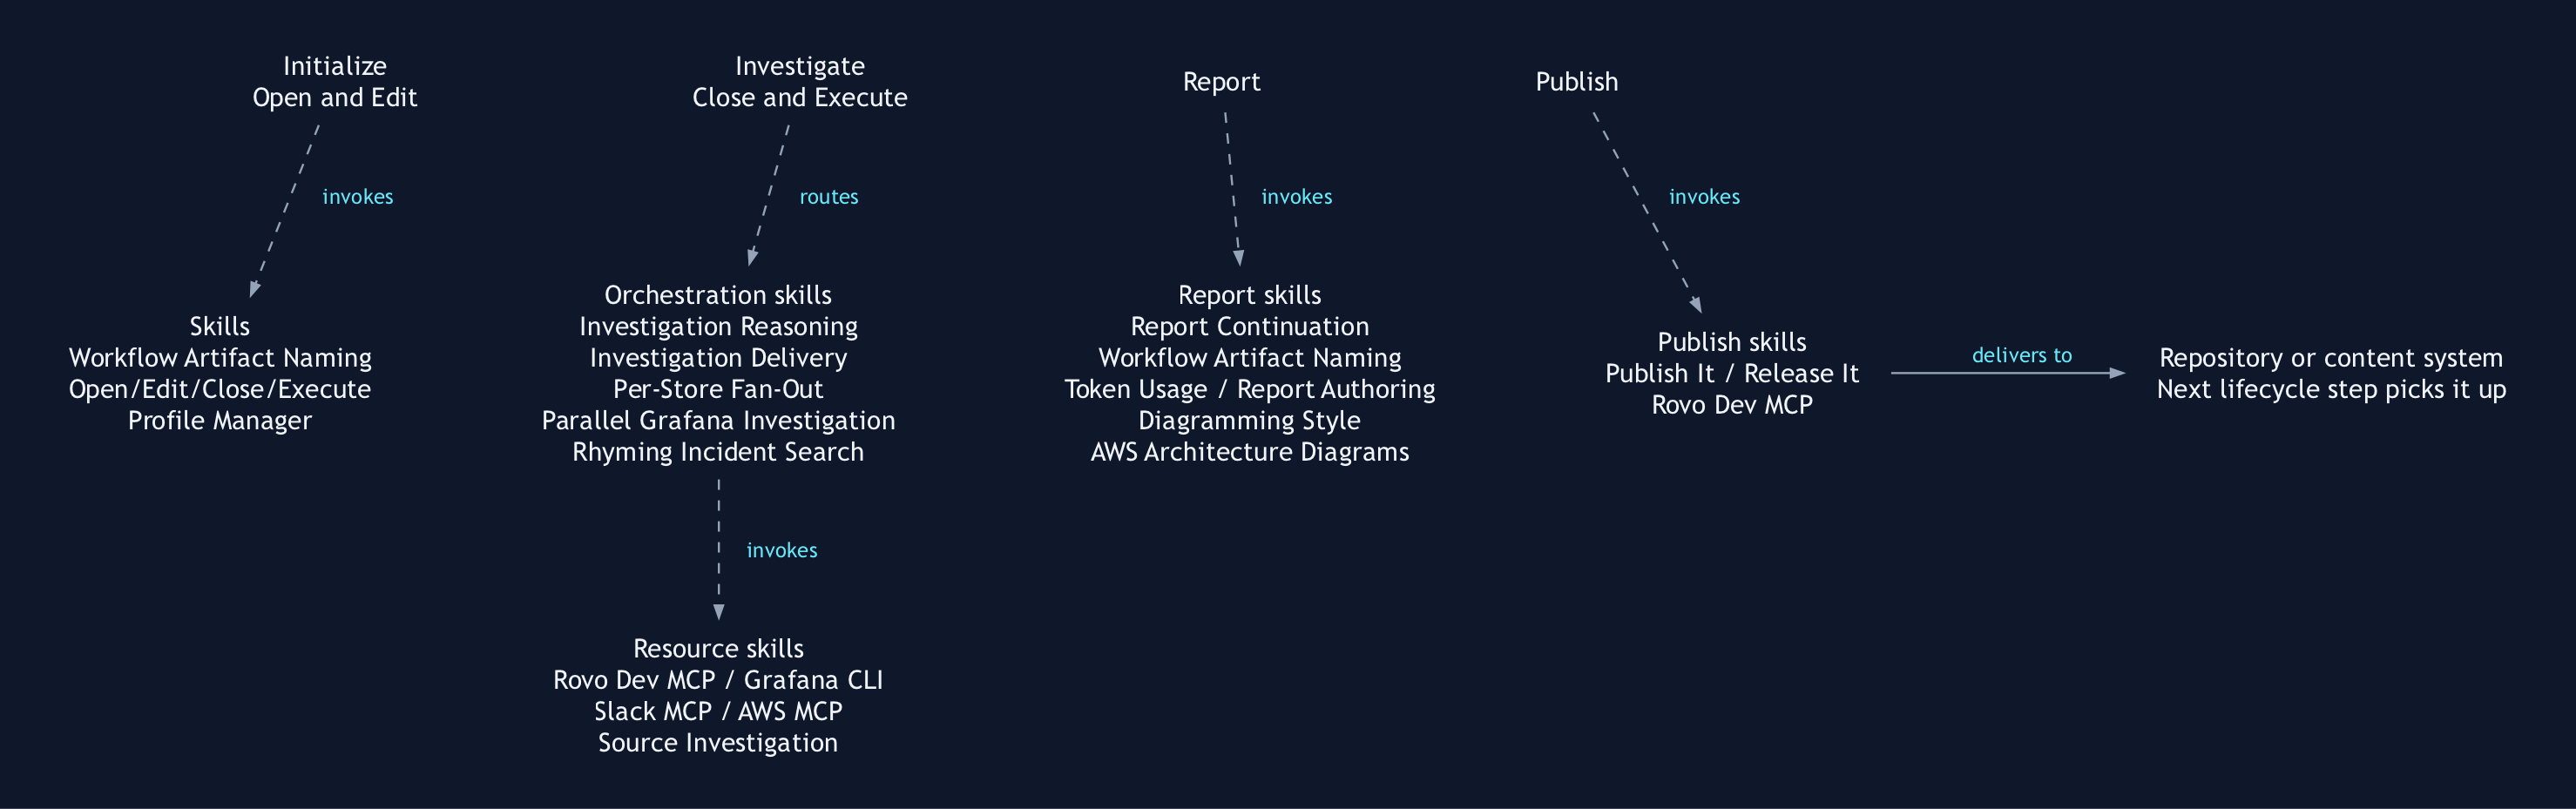 Initialize
Open and Edit
invokes
Skills
Workflow Artifact Naming
Open/Edit/Close/Execute
Profile Manager
Investigate
Close and Execute
routes
Orchestration skills
Investigation Reasoning
Investigation Delivery
Per-Store Fan-Out
Parallel Grafana Investigation
Rhyming Incident Search
invokes
Resource skills
Rovo Dev MCP / Grafana CLI
Slack MCP / AWS MCP
Source Investigation
Report
invokes
Report skills
Report Continuation
Workflow Artifact Naming
Token Usage / Report Authoring
Diagramming Style
AWS Architecture Diagrams
Publish
invokes
Publish skills
Publish It / Release It
Rovo Dev MCP
delivers to
Repository or content system
Next lifecycle step picks it up